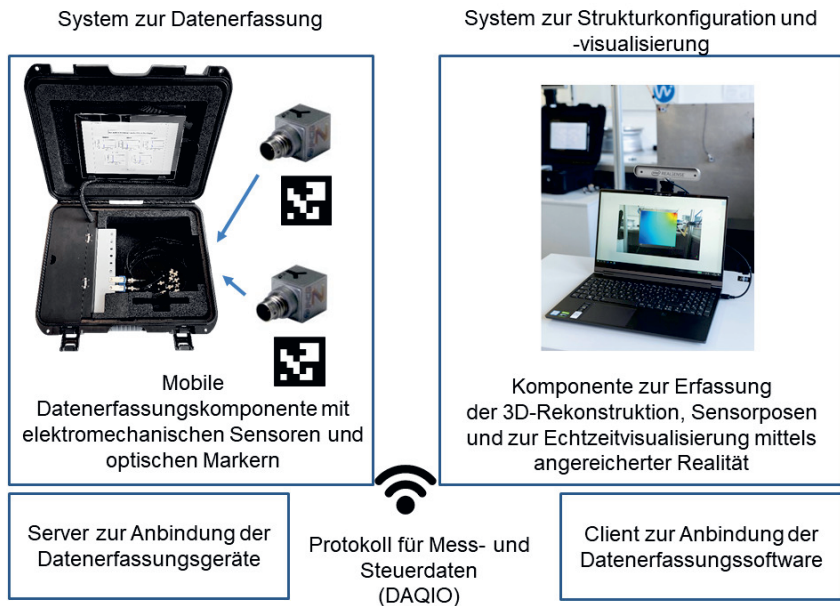 System zur Datenerfassung
System zur Strukturkonfiguration und
-visualisierung
Mobile
Datenerfassungskomponente mit
elektromechanischen Sensoren und
optischen Markern
Komponente zur Erfassung
der 3D-Rekonstruktion, Sensorposen
und zur Echtzeitvisualisierung mittels
angereicherter Realität
Server zur Anbindung der
Datenerfassungsgeräte
Protokoll für Mess- und
Steuerdaten
(DAQIO)
Client zur Anbindung der
Datenerfassungssoftware